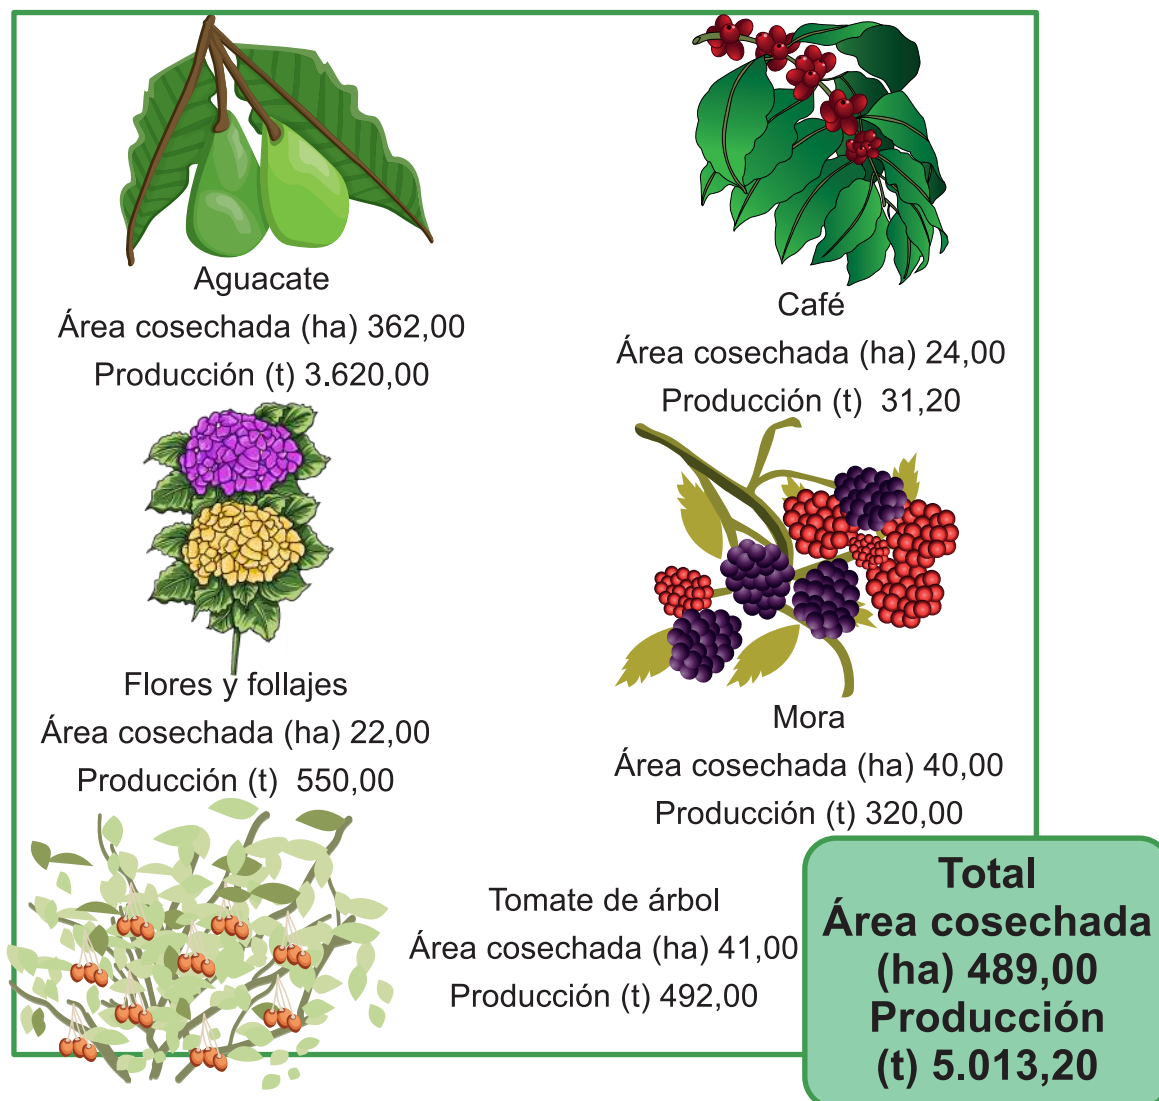 Aguacate
Área cosechada (ha) 362,00
Producción (t) 3.620,00
Café
Área cosechada (ha) 24,00
Producción (t)  31,20
Flores y follajes
Área cosechada (ha) 22,00
Producción (t)  550,00
Mora
Área cosechada (ha) 40,00
Producción (t) 320,00
Tomate de árbol
Área cosechada (ha) 41,00
Producción (t) 492,00
Total
Área cosechada
(ha) 489,00
Producción
(t) 5.013,20